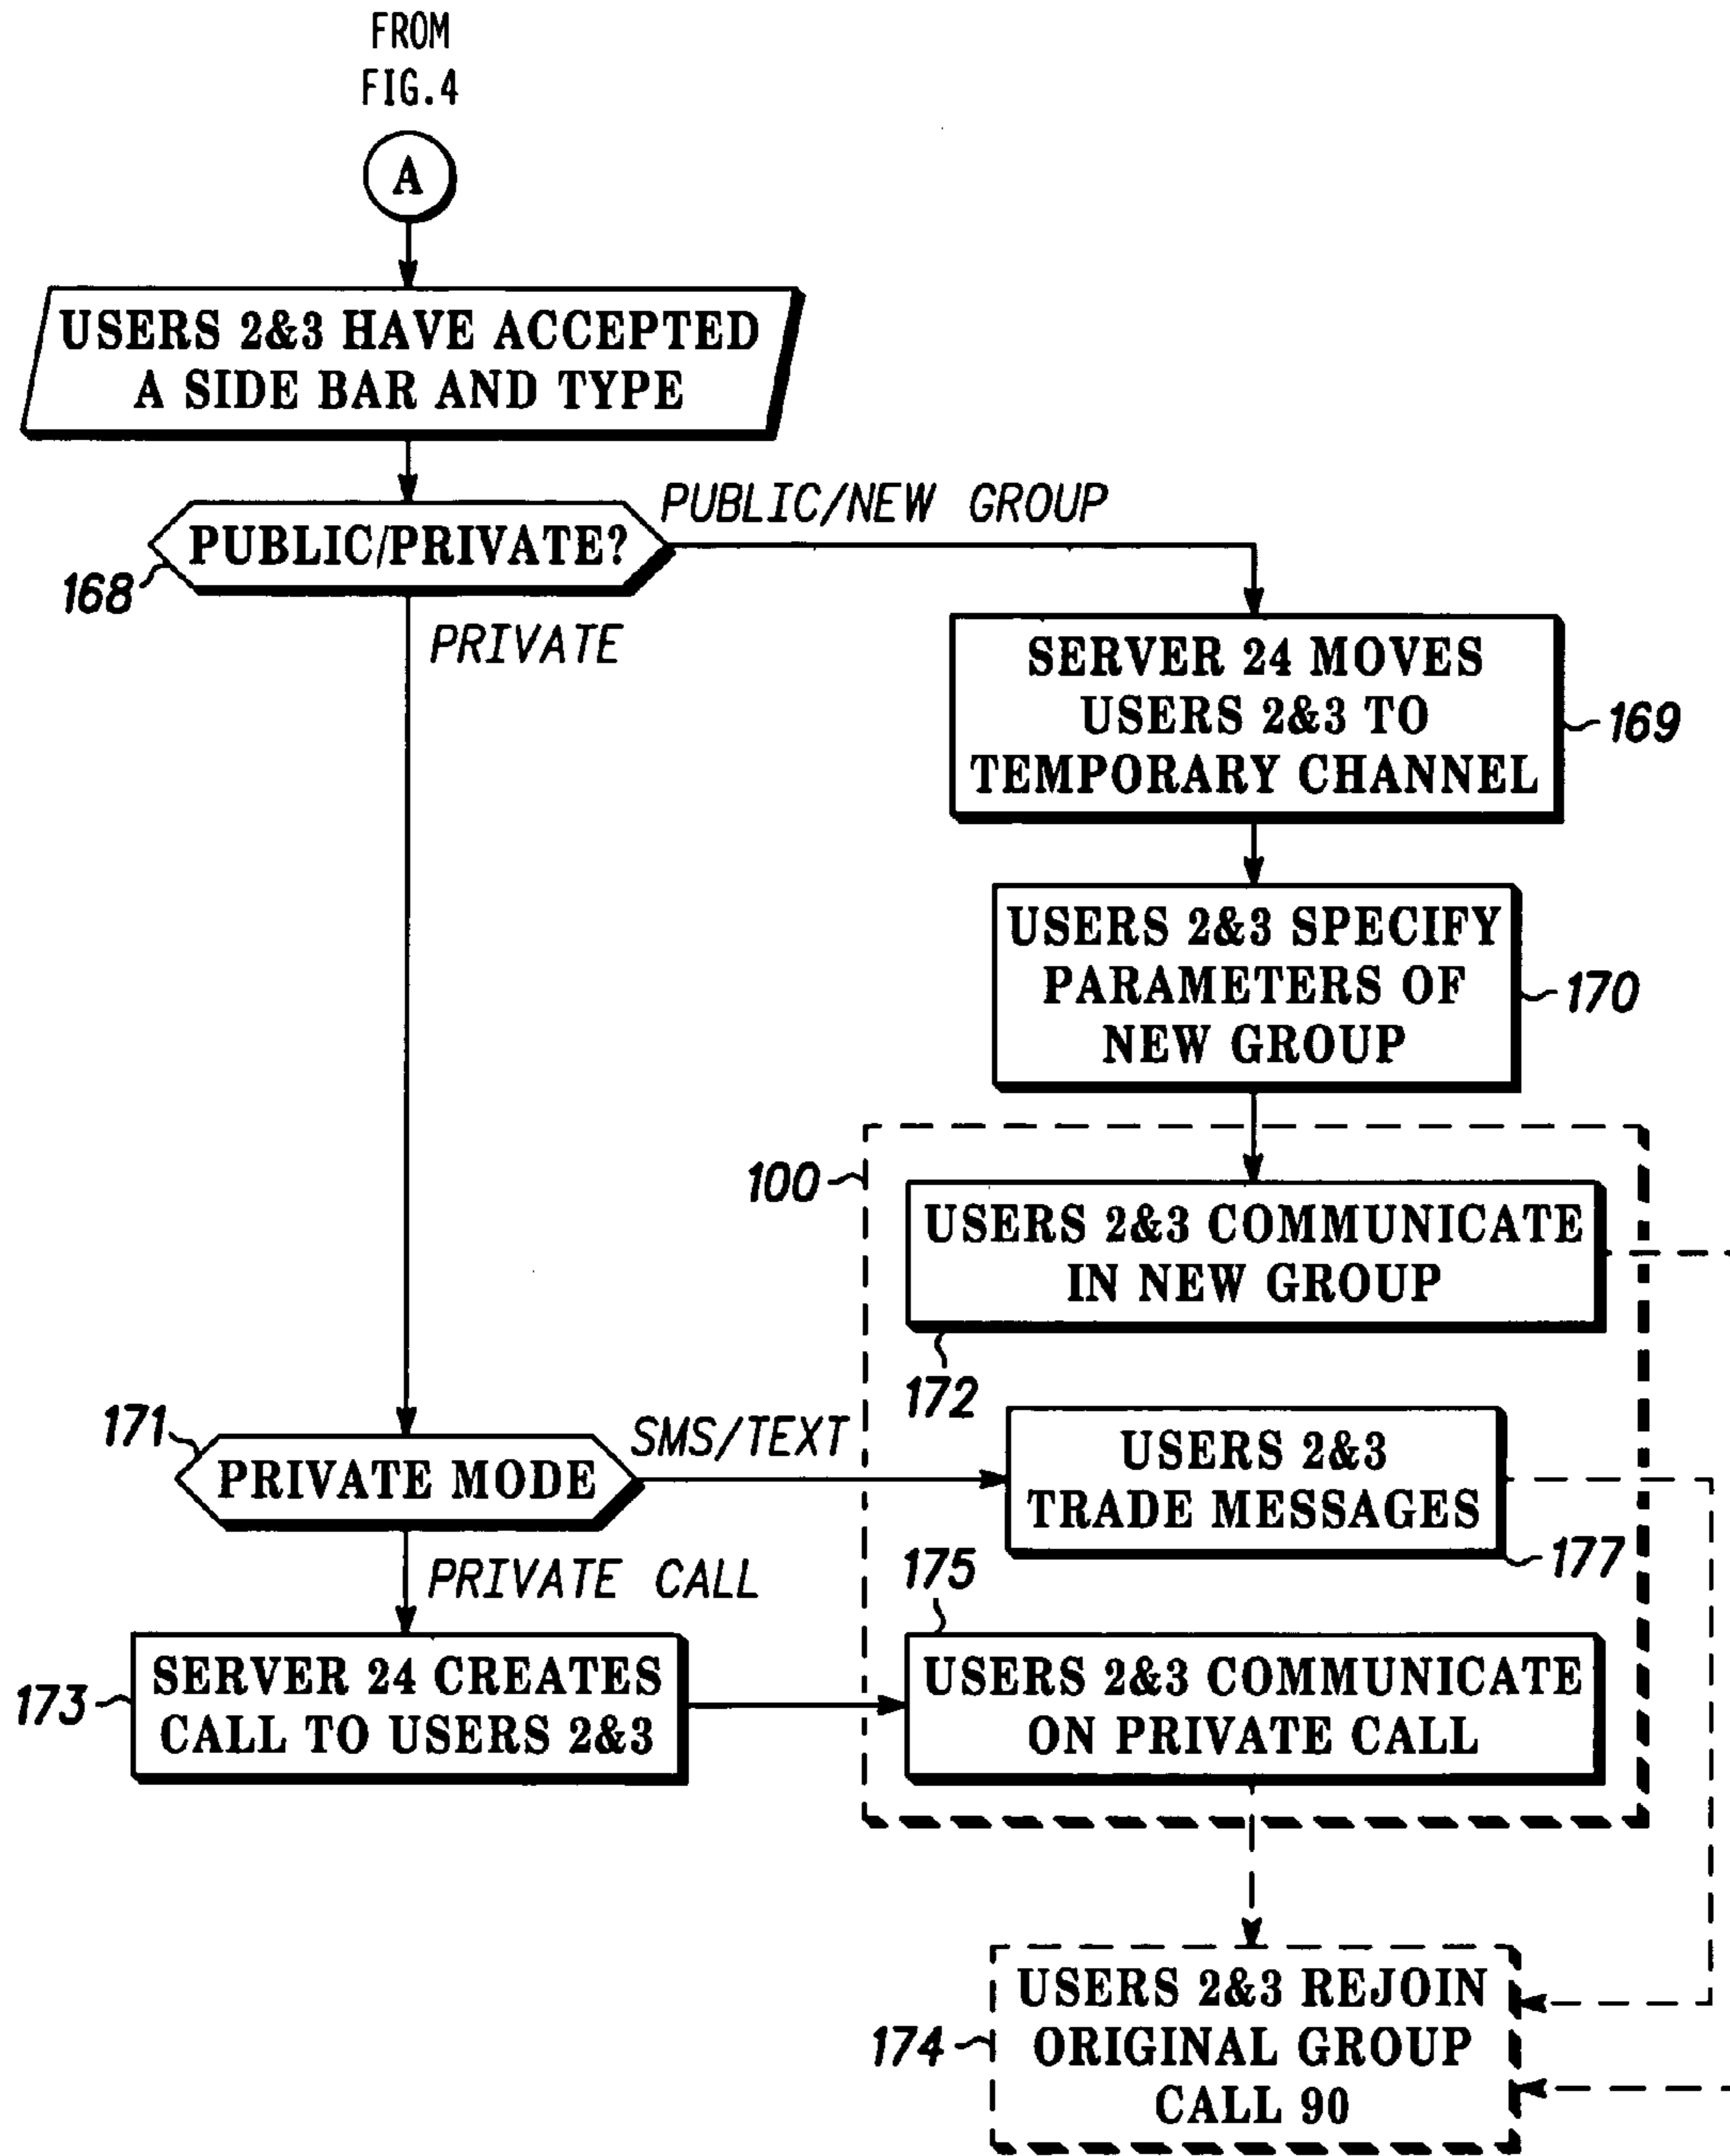 FROM
FIG.4
A
USERS 2&3 HAVE ACCEPTED
A SIDE BAR AND TYPE
PUBLIC/PRIVATE?
168
PUBLIC/NEW GROUP
PRIVATE
SERVER 24 MOVES
USERS 2&3 TO
TEMPORARY CHANNEL
169
USERS 2&3 SPECIFY
PARAMETERS OF
NEW GROUP
170
100
USERS 2&3 COMMUNICATE
IN NEW GROUP
172
171
PRIVATE MODE
SMS/TEXT
USERS 2&3
TRADE MESSAGES
177
PRIVATE CALL
173
SERVER 24 CREATES
CALL TO USERS 2&3
175
USERS 2&3 COMMUNICATE
ON PRIVATE CALL
174
USERS 2&3 REJOIN
ORIGINAL GROUP
CALL 90